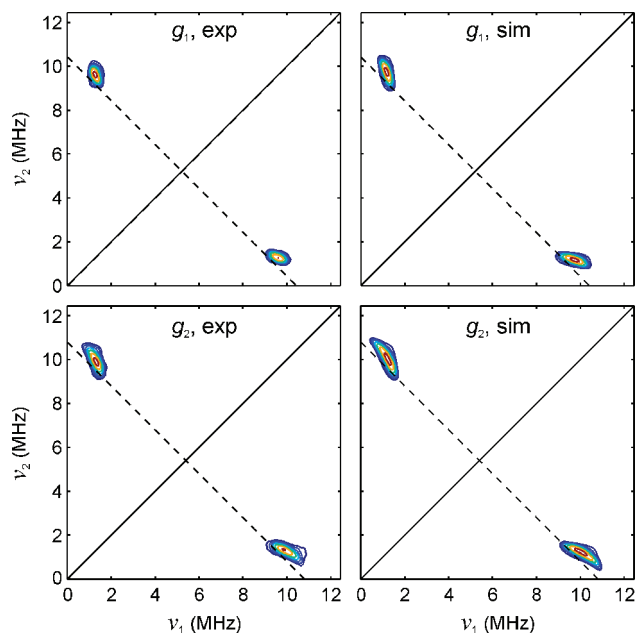 g₁, exp
g₁, sim
12
10
8
6
4
2
0
ν₂ (MHz)
g₂, exp
g₂, sim
12
10
8
6
4
2
0
ν₂ (MHz)
0 2 4 6 8 10 12
0 2 4 6 8 10 12
ν₁ (MHz)
ν₁ (MHz)